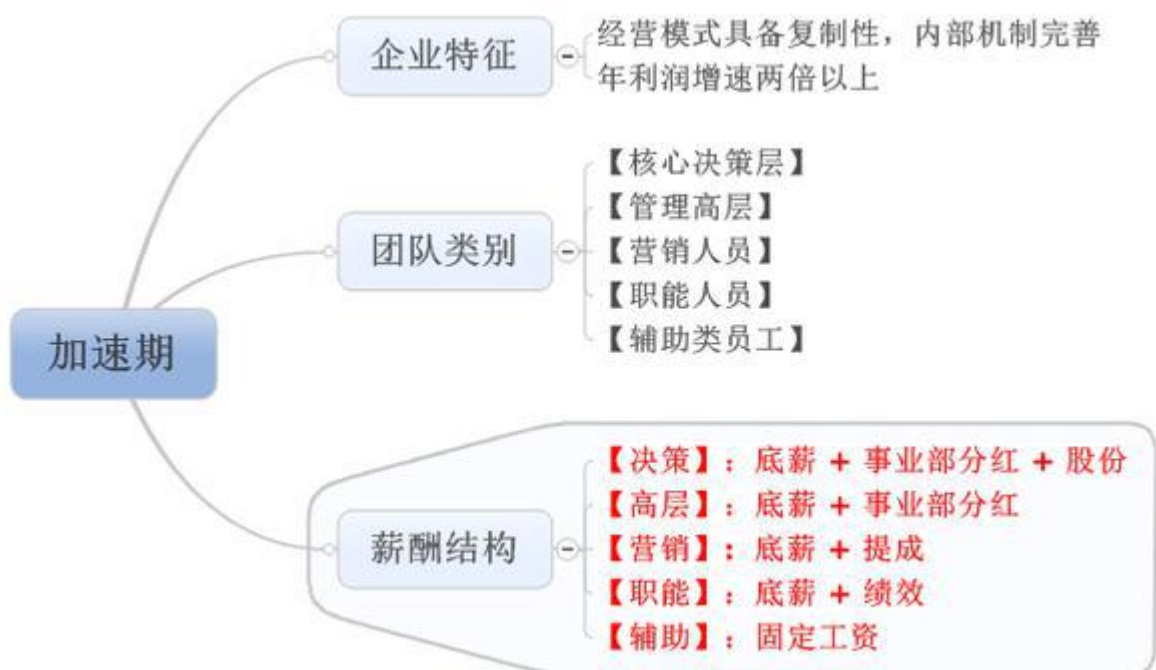 加速期
企业特征
经营模式具备复制性，内部机制完善
年利润增速两倍以上
团队类别
【核心决策层】
【管理高层】
【营销人员】
【职能人员】
【辅助类员工】
薪酬结构
【决策】：底薪 + 事业部分红 + 股份
【高层】：底薪 + 事业部分红
【营销】：底薪 + 提成
【职能】：底薪 + 绩效
【辅助】：固定工资